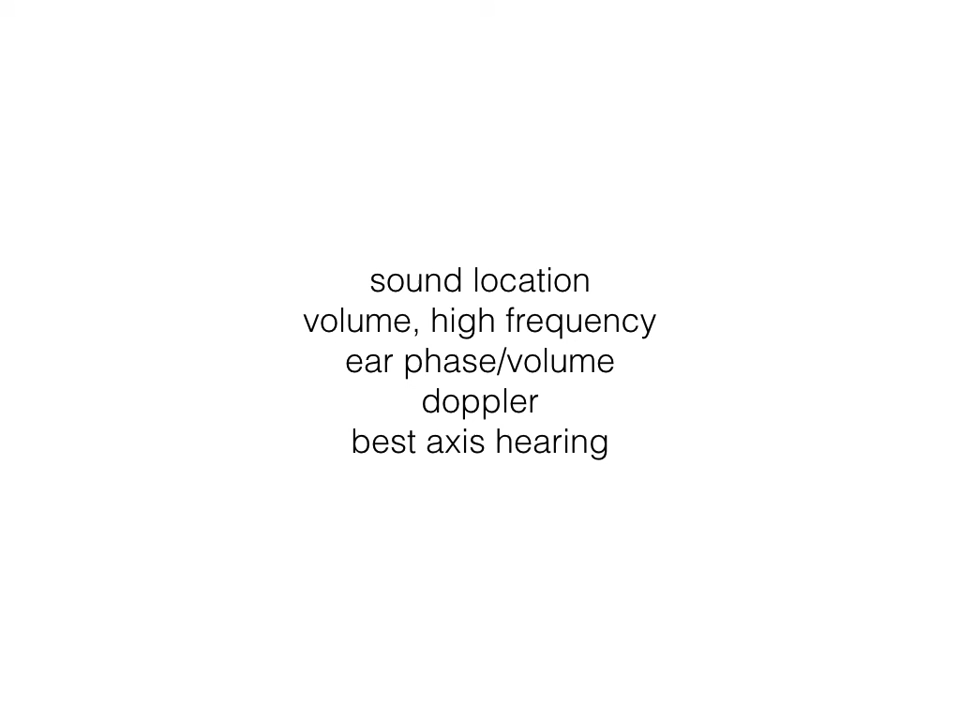 sound location
volume, high frequency
ear phase/volume
doppler
best axis hearing